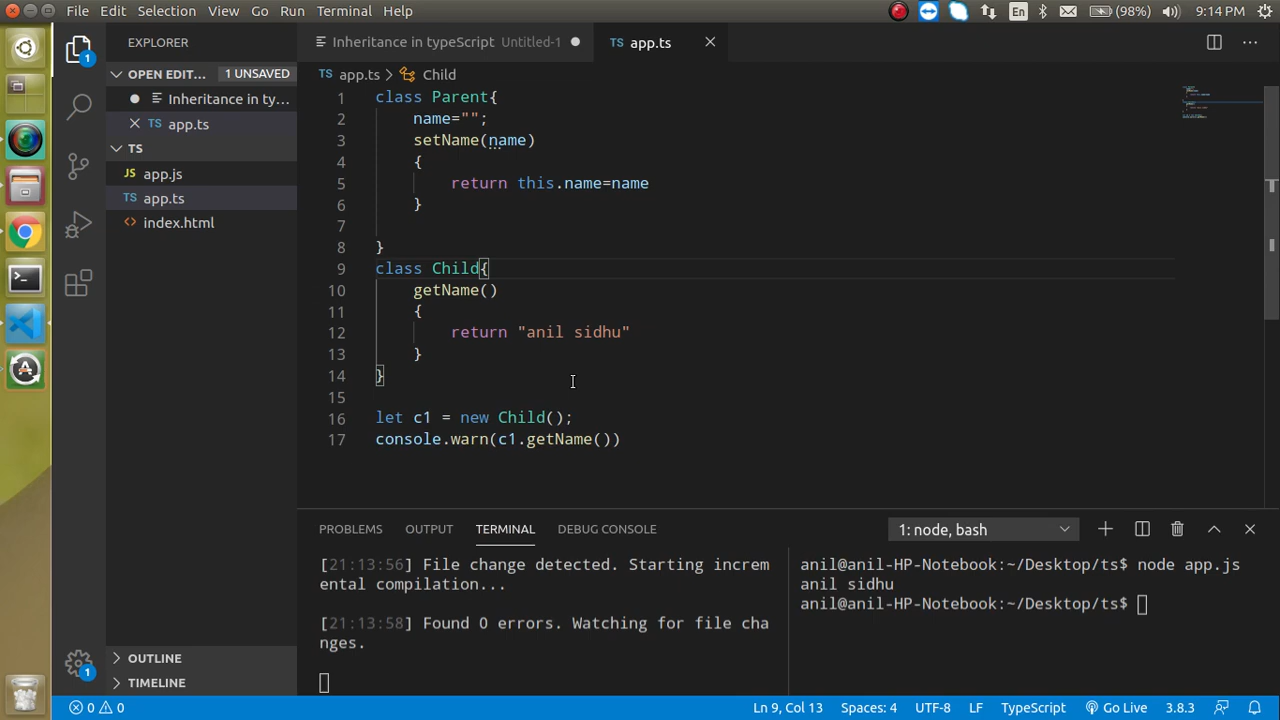 File Edit Selection View Go Run Terminal Help
En (98%) 9:14 PM
EXPLORER
Inheritance in typeScript Untitled-1
TS app.ts
OPEN EDIT... 1 UNSAVED
Inheritance in ty...
TS app.ts
TS
JS app.js
TS app.ts
<> index.html
OUTLINE
TIMELINE
TS app.ts > Child
1 class Parent{
2 name="";
3 setName(name)
4 {
5 return this.name=name
6 }
7
8 }
9 class Child{
10 getName()
11 {
12 return "anil sidhu"
13 }
14 }
15
16 let c1 = new Child();
17 console.warn(c1.getName())
PROBLEMS OUTPUT TERMINAL DEBUG CONSOLE 1: node, bash
[21:13:56] File change detected. Starting increm
ental compilation...
[21:13:58] Found 0 errors. Watching for file cha
nges.
anil@anil-HP-Notebook:~/Desktop/ts$ node app.js
anil sidhu
anil@anil-HP-Notebook:~/Desktop/ts$
1
1
0 0 Ln 9, Col 13 Spaces: 4 UTF-8 LF TypeScript Go Live 3.8.3